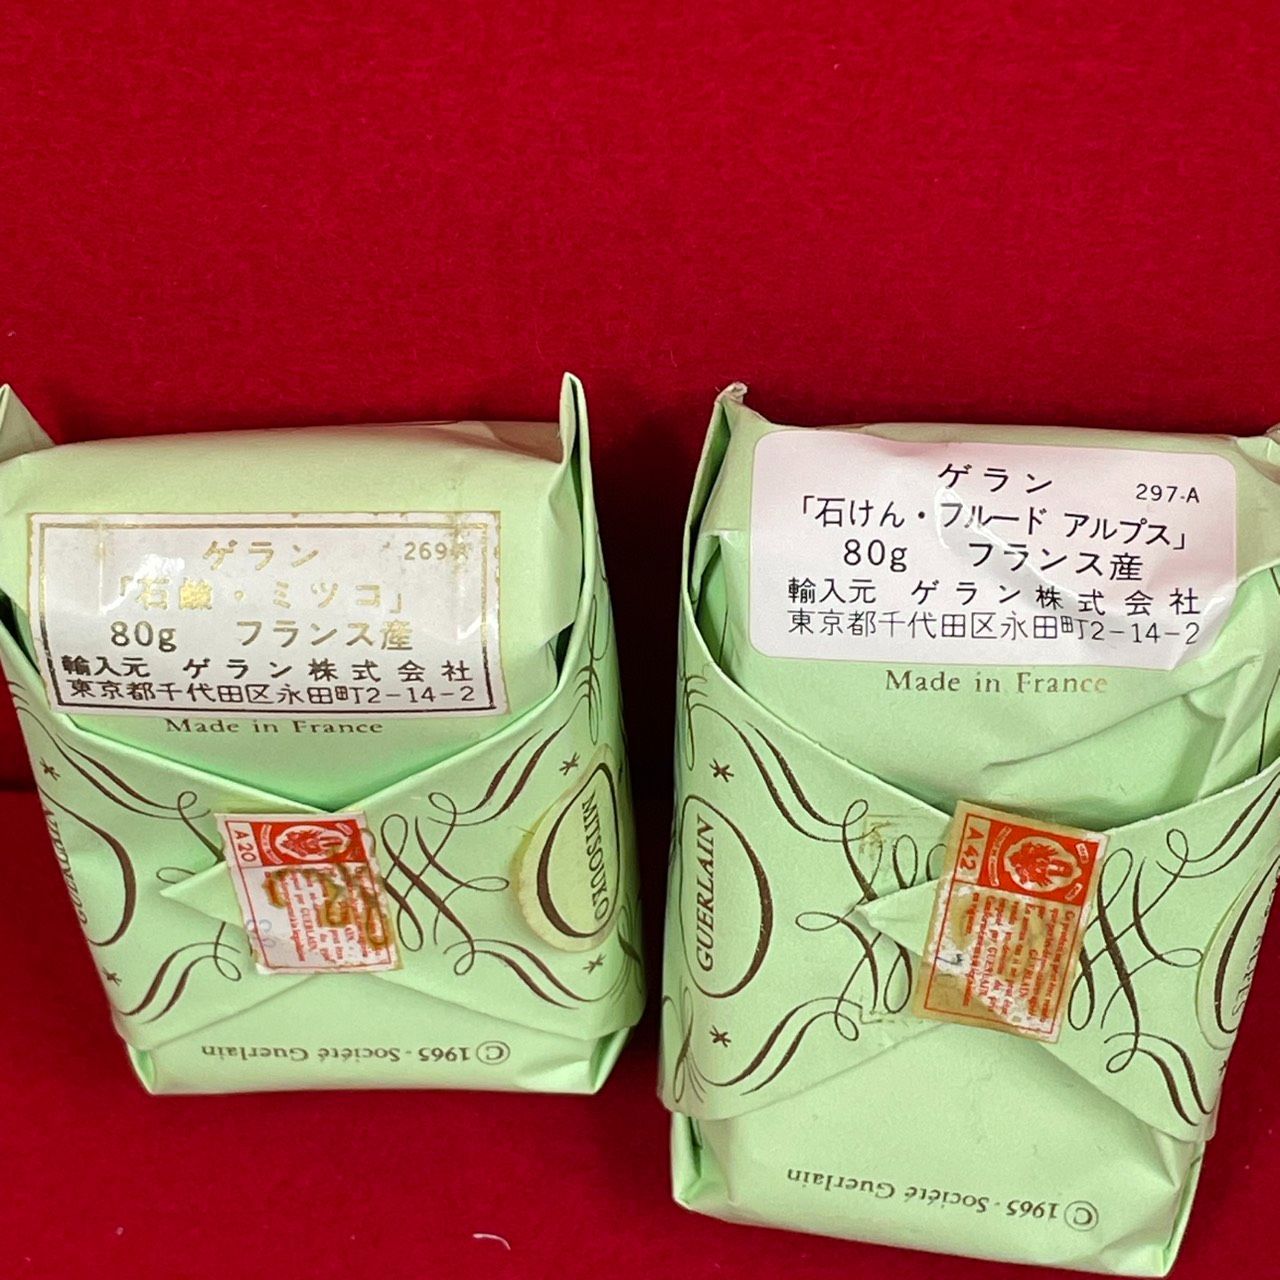 ゲラン 269-A
「石鹸・ミツコ」
80g フランス産
輸入元 ゲラン株式会社
東京都千代田区永田町2-14-2
Made in France
MITSOUKO
A20
GUERLAIN
© 1965 - Société Guerlain
ゲラン 297-A
「石けん・フルード アルプス」
80g フランス産
輸入元 ゲラン株式会社
東京都千代田区永田町2-14-2
Made in France
GUERLAIN
A42
GUERLAIN
© 1965 - Société Guerlain